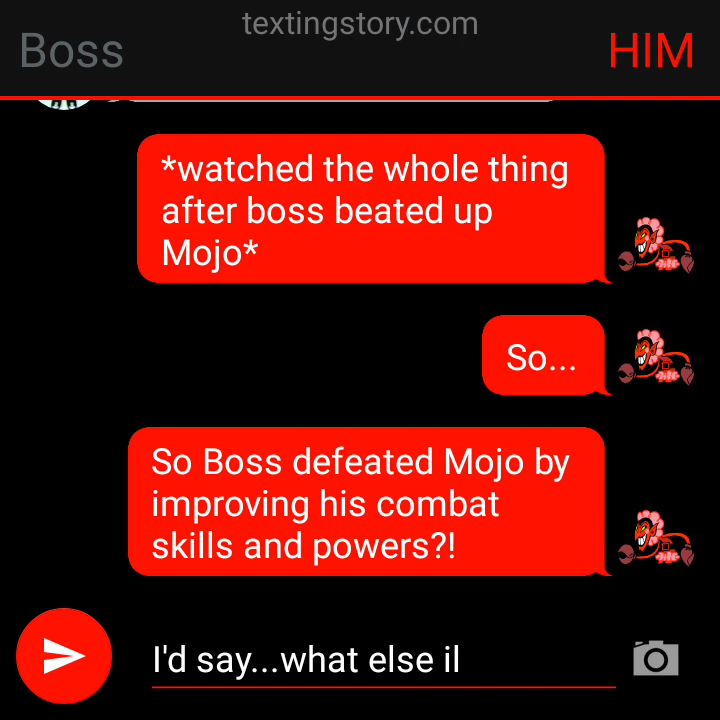 textingstory.com
Boss
HIM
*watched the whole thing
after boss beated up
Mojo*
So...
So Boss defeated Mojo by
improving his combat
skills and powers?!
I'd say...what else il